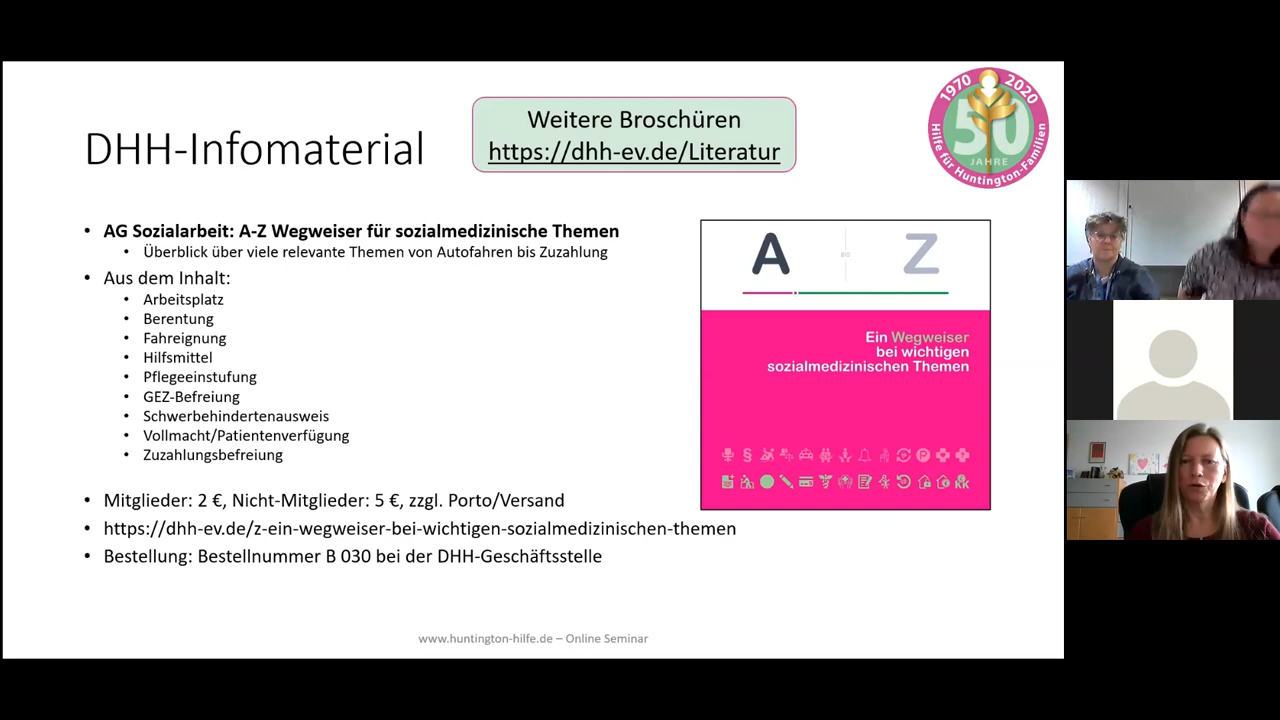 DHH-Infomaterial
Weitere Broschüren
https://dhh-ev.de/Literatur
1970 2020
50
JAHRE
Hilfe für Huntington-Familien
• AG Sozialarbeit: A-Z Wegweiser für sozialmedizinische Themen
• Überblick über viele relevante Themen von Autofahren bis Zuzahlung
• Aus dem Inhalt:
• Arbeitsplatz
• Berentung
• Fahreignung
• Hilfsmittel
• Pflegeeinstufung
• GEZ-Befreiung
• Schwerbehindertenausweis
• Vollmacht/Patientenverfügung
• Zuzahlungsbefreiung
A Z
Ein Wegweiser
bei wichtigen
sozialmedizinischen Themen
• Mitglieder: 2 €, Nicht-Mitglieder: 5 €, zzgl. Porto/Versand
• https://dhh-ev.de/z-ein-wegweiser-bei-wichtigen-sozialmedizinischen-themen
• Bestellung: Bestellnummer B 030 bei der DHH-Geschäftsstelle
www.huntington-hilfe.de – Online Seminar